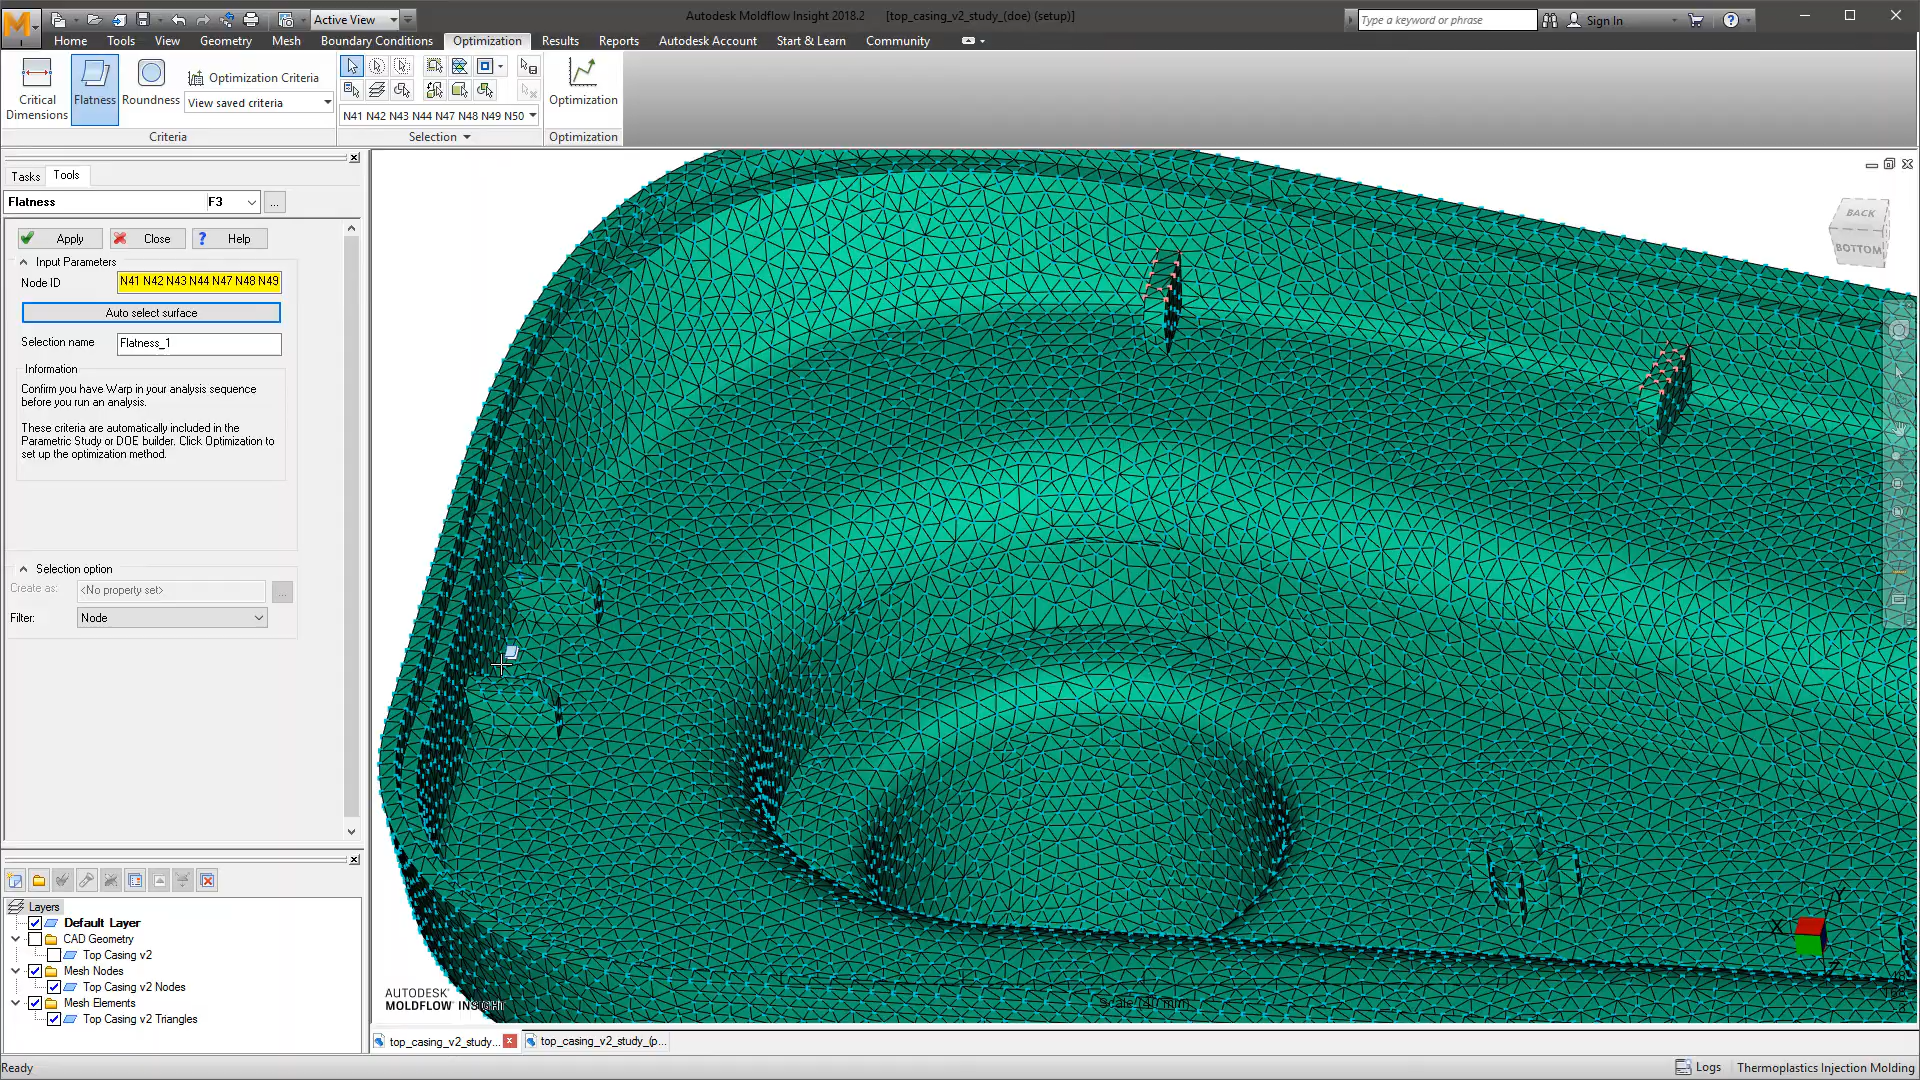 Active View
Autodesk Moldflow Insight 2018.2 [top_casing_v2_study_(doe) (setup)]
Type a keyword or phrase
Sign In
Home Tools View Geometry Mesh Boundary Conditions Optimization Results Reports Autodesk Account Start & Learn Community
Critical Dimensions
Flatness
Roundness
Optimization Criteria
View saved criteria
Criteria
N41 N42 N43 N44 N47 N48 N49 N50
Selection
Optimization
Optimization
Tasks Tools
Flatness F3
...
Apply Close Help
Input Parameters
Node ID N41 N42 N43 N44 N47 N48 N49
Auto select surface
Selection name Flatness_1
Information
Confirm you have Warp in your analysis sequence
before you run an analysis.
These criteria are automatically included in the
Parametric Study or DOE builder. Click Optimization to
set up the optimization method.
Selection option
Create as: <No property set> ...
Filter: Node
Layers
Default Layer
CAD Geometry
Top Casing v2
Mesh Nodes
Top Casing v2 Nodes
Mesh Elements
Top Casing v2 Triangles
BACK
BOTTOM
X
Y
Z
AUTODESK®
MOLDFLOW® INSIGHT
Scale (40 mm)
top_casing_v2_study... top_casing_v2_study_(p...
Ready
Logs Thermoplastics Injection Molding